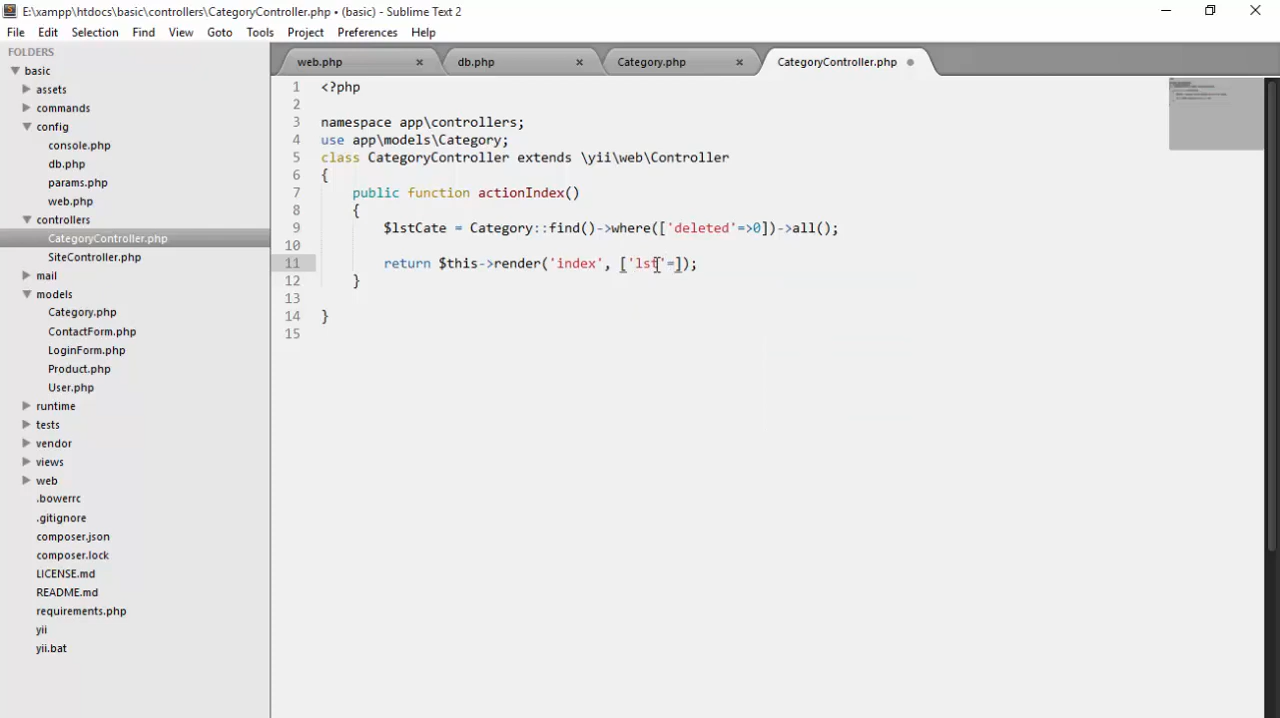 E:\xampp\htdocs\basic\controllers\CategoryController.php • (basic) - Sublime Text 2
File Edit Selection Find View Goto Tools Project Preferences Help
FOLDERS
basic
assets
commands
config
console.php
db.php
params.php
web.php
controllers
CategoryController.php
SiteController.php
mail
models
Category.php
ContactForm.php
LoginForm.php
Product.php
User.php
runtime
tests
vendor
views
web
.bowerrc
.gitignore
composer.json
composer.lock
LICENSE.md
README.md
requirements.php
yii
yii.bat
web.php × db.php × Category.php × CategoryController.php
1 <?php
2
3 namespace app\controllers;
4 use app\models\Category;
5 class CategoryController extends \yii\web\Controller
6 {
7 public function actionIndex()
8 {
9 $lstCate = Category::find()->where(['deleted'=>0])->all();
10
11 return $this->render('index', ['lst'=]);
12 }
13
14 }
15